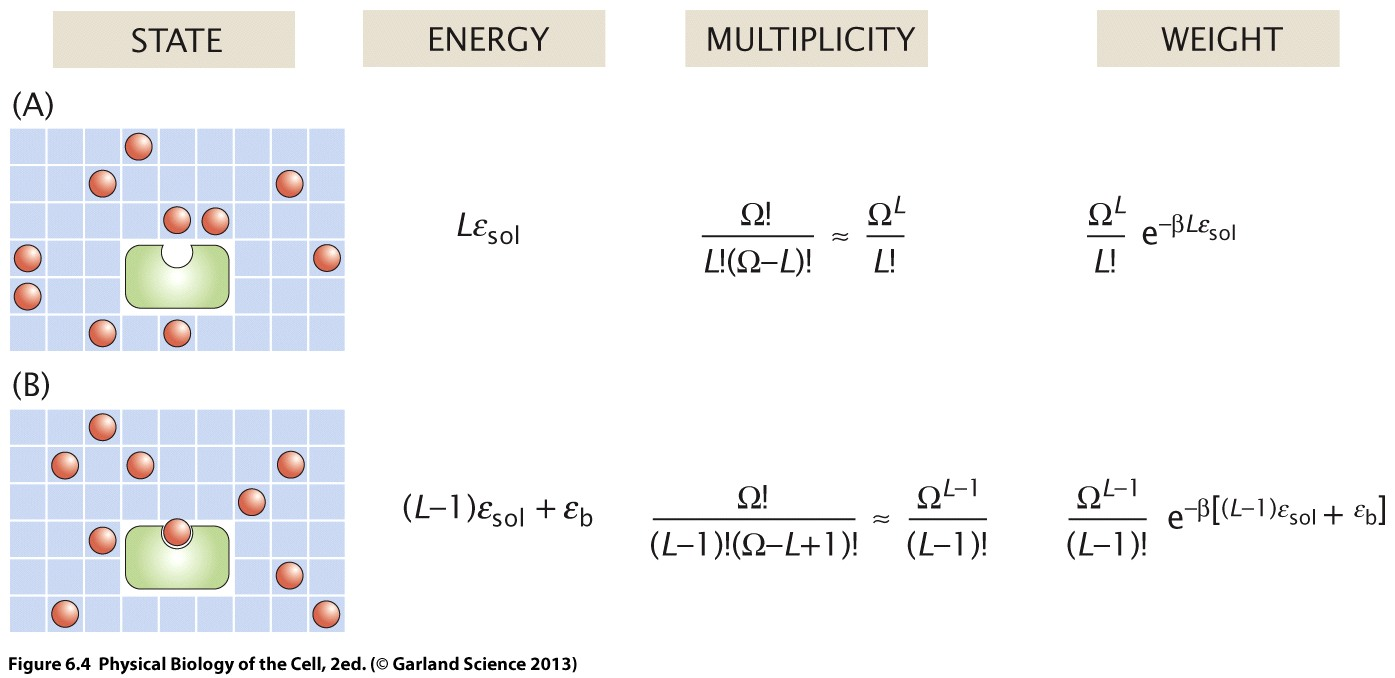 STATE ENERGY MULTIPLICITY WEIGHT
(A)
Lε_sol Ω!/(L!(Ω–L)!) ≈ Ω^L/L! Ω^L/L! e^(–βLε_sol)
(B)
(L–1)ε_sol + ε_b Ω!/((L–1)!(Ω–L+1)!) ≈ Ω^(L–1)/(L–1)! Ω^(L–1)/(L–1)! e^(–β[(L–1)ε_sol + ε_b])
Figure 6.4 Physical Biology of the Cell, 2ed. (© Garland Science 2013)